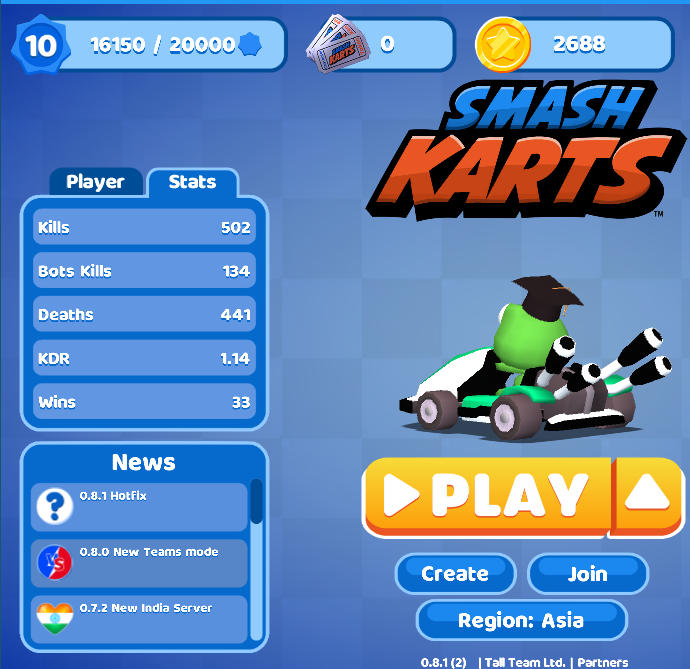 10
16150 / 20000
0
2688
SMASH
KARTS
TM
Player
Stats
Kills 502
Bots Kills 134
Deaths 441
KDR 1.14
Wins 33
News
0.8.1 Hotfix
VS 0.8.0 New Teams mode
0.7.2 New India Server
PLAY
Create
Join
Region: Asia
0.8.1 (2) | Tall Team Ltd. | Partners